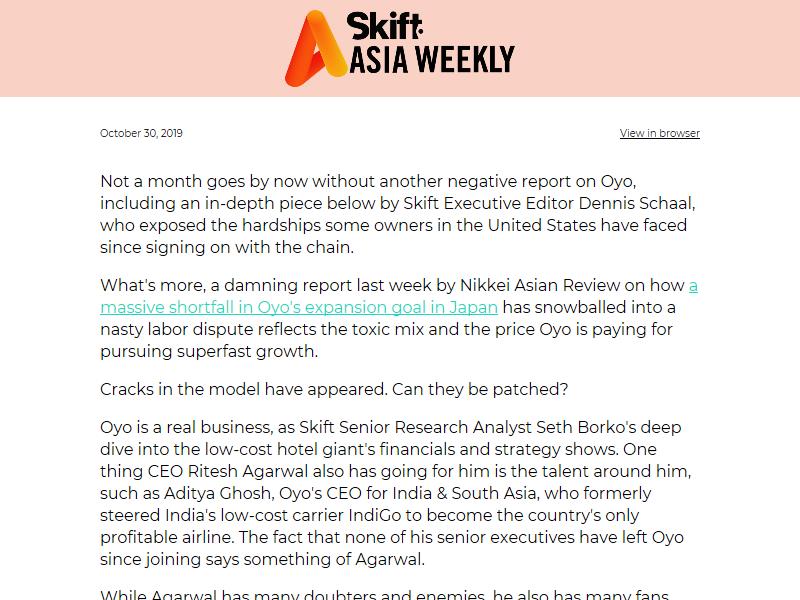 Skift
ASIA WEEKLY
October 30, 2019
View in browser
Not a month goes by now without another negative report on Oyo,
including an in-depth piece below by Skift Executive Editor Dennis Schaal,
who exposed the hardships some owners in the United States have faced
since signing on with the chain.
What's more, a damning report last week by Nikkei Asian Review on how a
massive shortfall in Oyo's expansion goal in Japan has snowballed into a
nasty labor dispute reflects the toxic mix and the price Oyo is paying for
pursuing superfast growth.
Cracks in the model have appeared. Can they be patched?
Oyo is a real business, as Skift Senior Research Analyst Seth Borko's deep
dive into the low-cost hotel giant's financials and strategy shows. One
thing CEO Ritesh Agarwal also has going for him is the talent around him,
such as Aditya Ghosh, Oyo's CEO for India & South Asia, who formerly
steered India's low-cost carrier IndiGo to become the country's only
profitable airline. The fact that none of his senior executives have left Oyo
since joining says something of Agarwal.
While Agarwal has many doubters and enemies, he also has many fans